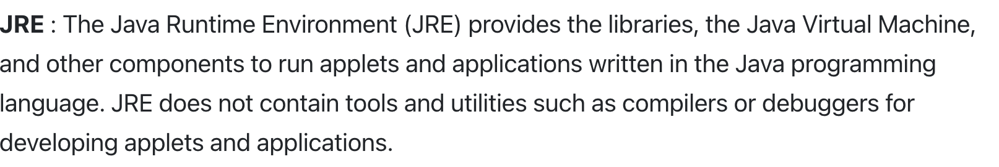 JRE : The Java Runtime Environment (JRE) provides the libraries, the Java Virtual Machine,
and other components to run applets and applications written in the Java programming
language. JRE does not contain tools and utilities such as compilers or debuggers for
developing applets and applications.